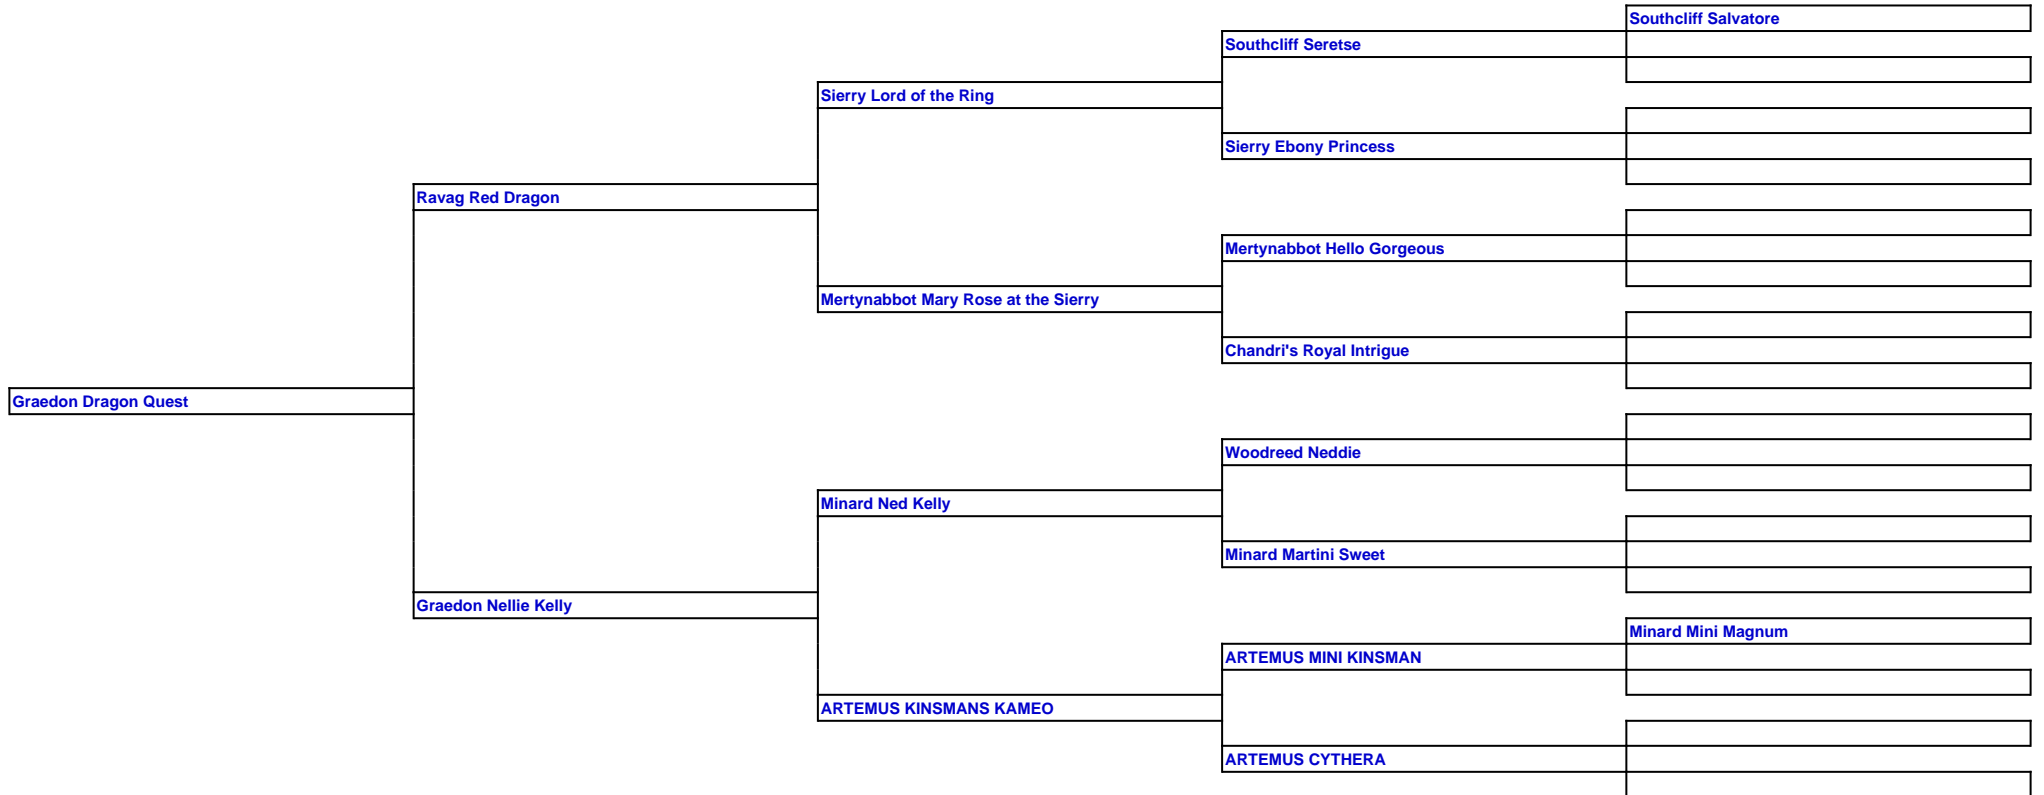 Southcliff Salvatore
Southcliff Seretse
Sierry Lord of the Ring
Sierry Ebony Princess
Ravag Red Dragon
Mertynabbot Hello Gorgeous
Mertynabbot Mary Rose at the Sierry
Chandri's Royal Intrigue
Graedon Dragon Quest
Woodreed Neddie
Minard Ned Kelly
Minard Martini Sweet
Graedon Nellie Kelly
Minard Mini Magnum
ARTEMUS MINI KINSMAN
ARTEMUS KINSMANS KAMEO
ARTEMUS CYTHERA